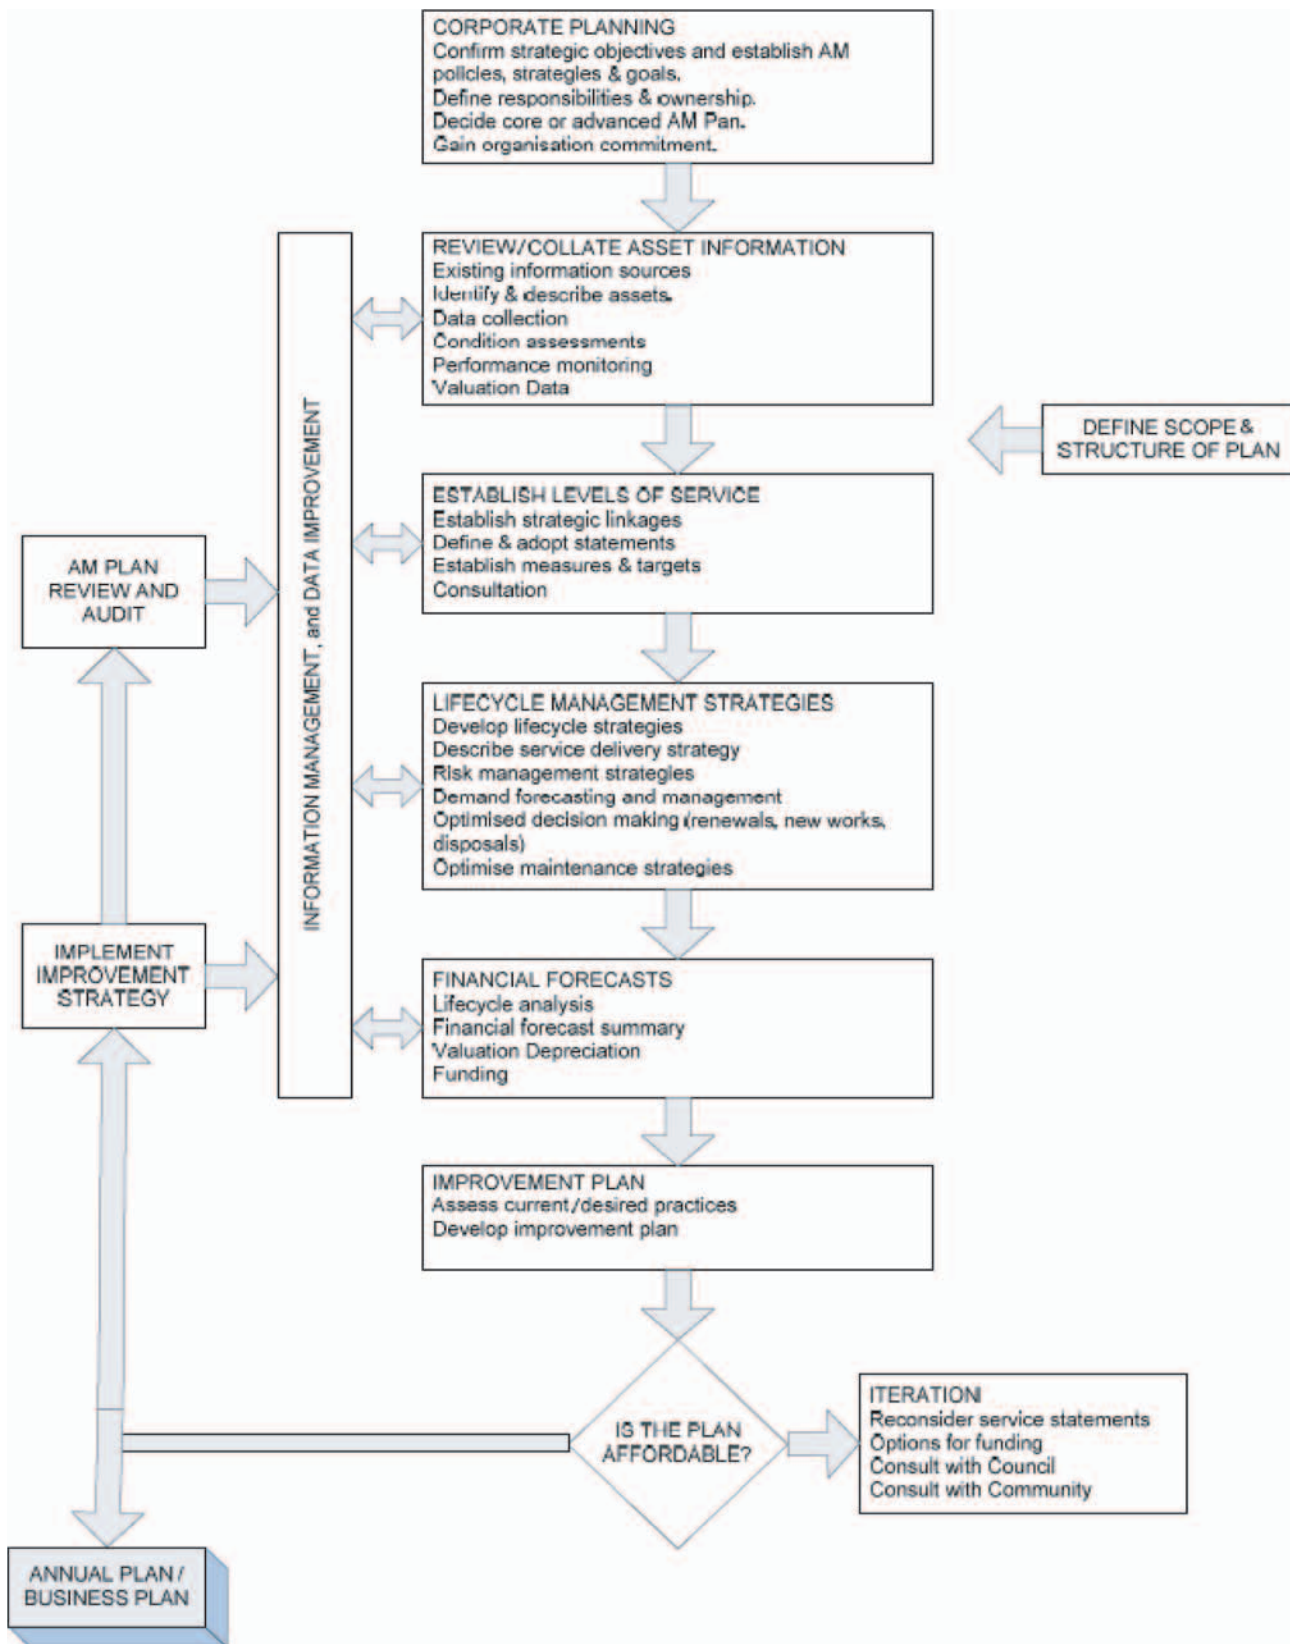 CORPORATE PLANNING
Confirm strategic objectives and establish AM
policies, strategies & goals.
Define responsibilities & ownership.
Decide core or advanced AM Pan.
Gain organisation commitment.
REVIEW/COLLATE ASSET INFORMATION
Existing information sources
Identify & describe assets.
Data collection
Condition assessments
Performance monitoring
Valuation Data
DEFINE SCOPE &
STRUCTURE OF PLAN
INFORMATION MANAGEMENT, and DATA IMPROVEMENT
ESTABLISH LEVELS OF SERVICE
Establish strategic linkages
Define & adopt statements
Establish measures & targets
Consultation
AM PLAN
REVIEW AND
AUDIT
LIFECYCLE MANAGEMENT STRATEGIES
Develop lifecycle strategies
Describe service delivery strategy
Risk management strategies
Demand forecasting and management
Optimised decision making (renewals, new works,
disposals)
Optimise maintenance strategies
IMPLEMENT
IMPROVEMENT
STRATEGY
FINANCIAL FORECASTS
Lifecycle analysis
Financial forecast summary
Valuation Depreciation
Funding
IMPROVEMENT PLAN
Assess current/desired practices
Develop improvement plan
IS THE PLAN
AFFORDABLE?
ITERATION
Reconsider service statements
Options for funding
Consult with Council
Consult with Community
ANNUAL PLAN /
BUSINESS PLAN